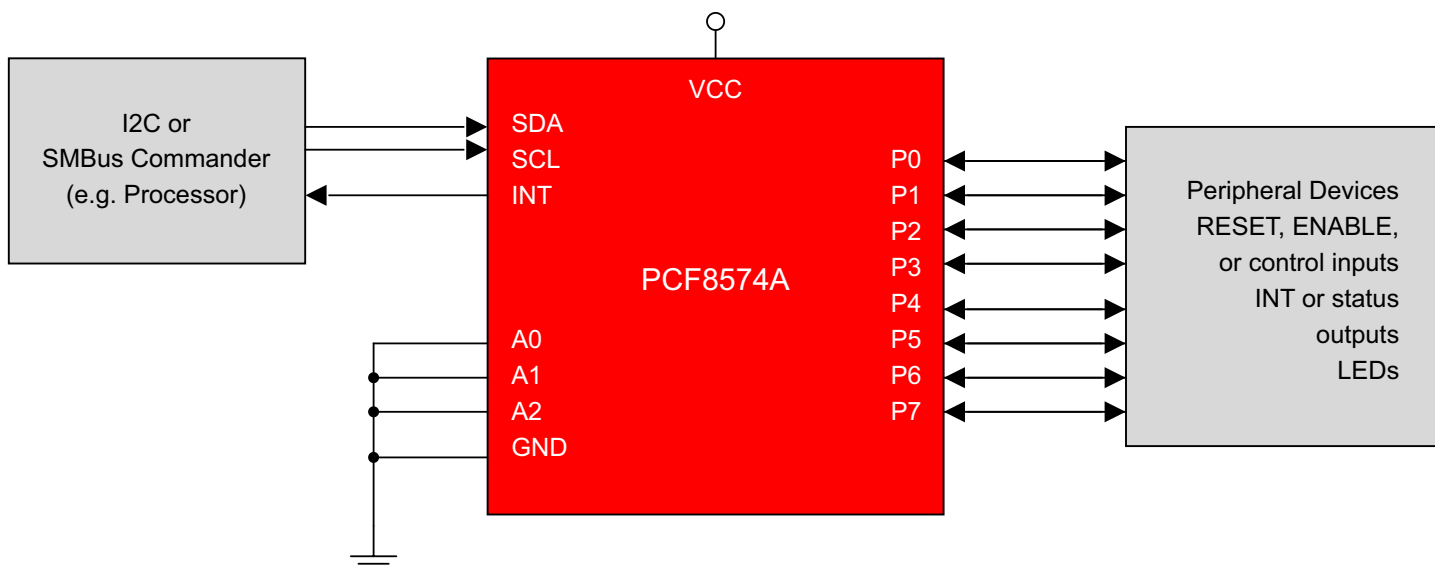 I2C or
SMBus Commander
(e.g. Processor)
VCC
SDA
SCL
INT
A0
A1
A2
GND
PCF8574A
P0
P1
P2
P3
P4
P5
P6
P7
Peripheral Devices
RESET, ENABLE,
or control inputs
INT or status
outputs
LEDs